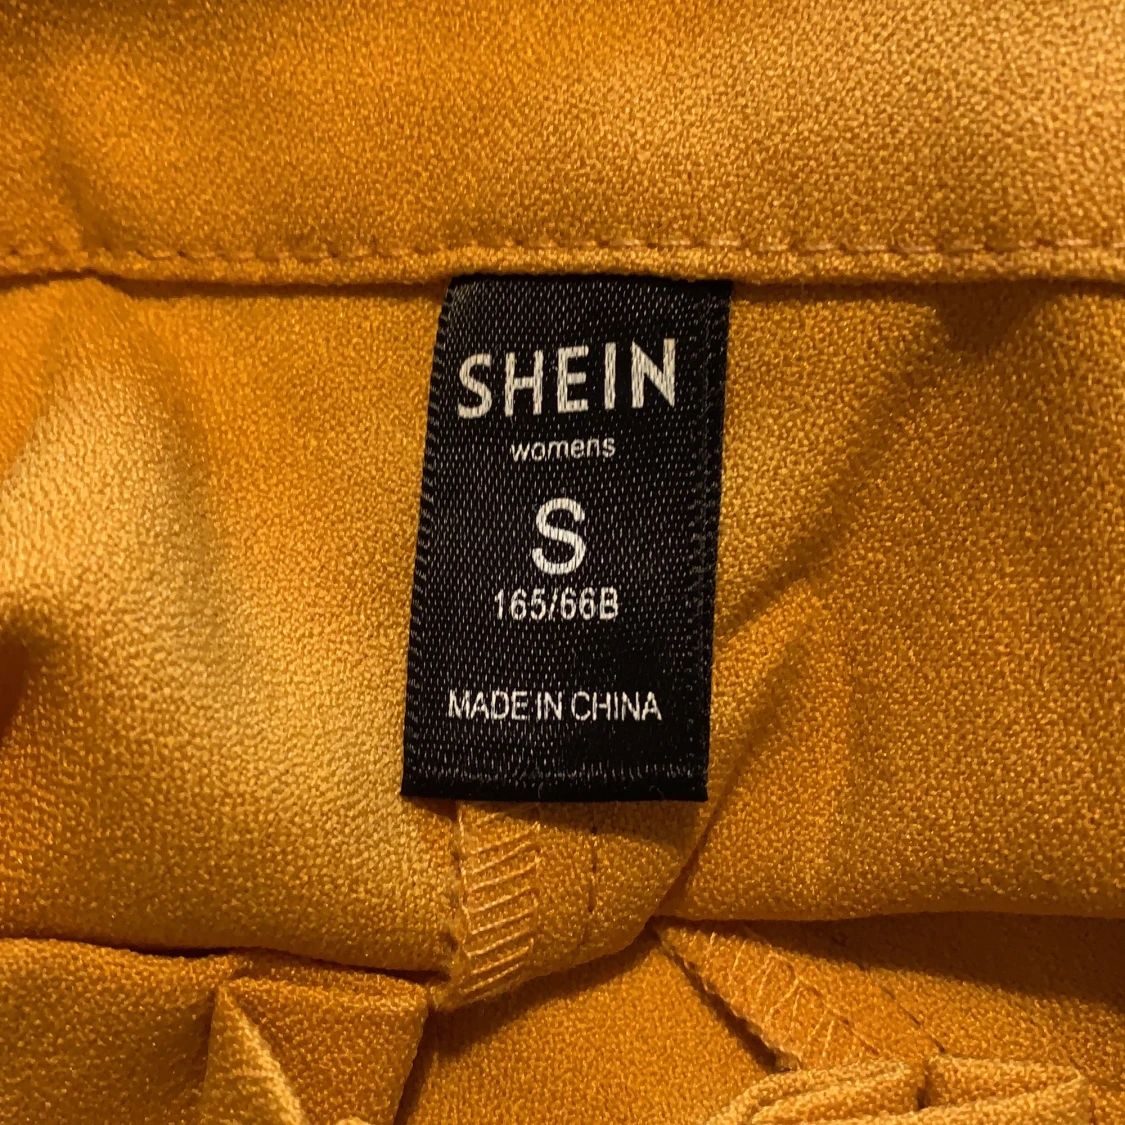 SHEIN
womens
S
165/66B
MADE IN CHINA